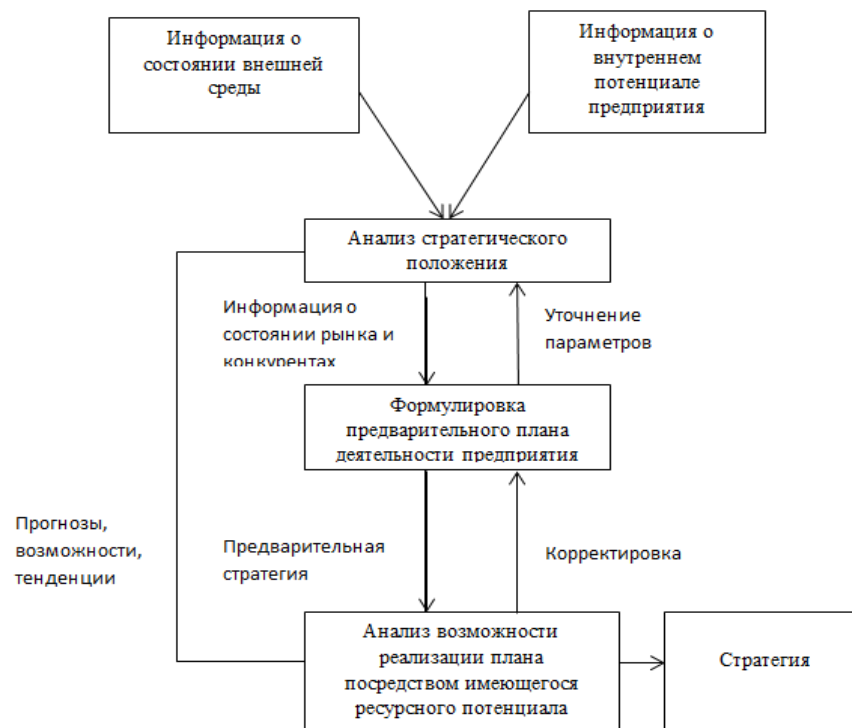 Информация о
состоянии внешней
среды
Информация о
внутреннем
потенциале
предприятия
Анализ стратегического
положения
Информация о
состоянии рынка и
конкурентах
Уточнение
параметров
Формулировка
предварительного плана
деятельности предприятия
Прогнозы,
возможности,
тенденции
Предварительная
стратегия
Корректировка
Анализ возможности
реализации плана
посредством имеющегося
ресурсного потенциала
Стратегия